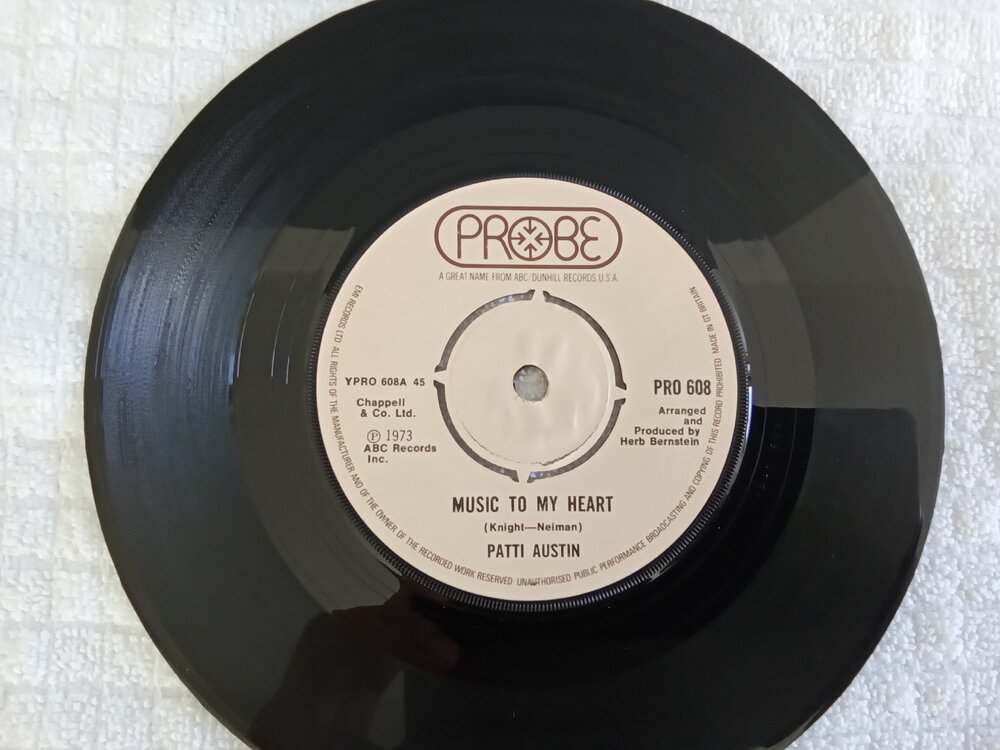 PROBE
A GREAT NAME FROM ABC/DUNHILL RECORDS, U.S.A.
YPRO 608A 45
Chappell
& Co. Ltd.
Ⓟ 1973
ABC Records
Inc.
PRO 608
Arranged
and
Produced by
Herb Bernstein
MUSIC TO MY HEART
(Knight—Neiman)
PATTI AUSTIN
EMI RECORDS LTD ALL RIGHTS OF THE MANUFACTURER AND OF THE OWNER OF THE RECORDED WORK RESERVED · UNAUTHORISED PUBLIC PERFORMANCE BROADCASTING AND COPYING OF THIS RECORD PROHIBITED MADE IN GT BRITAIN